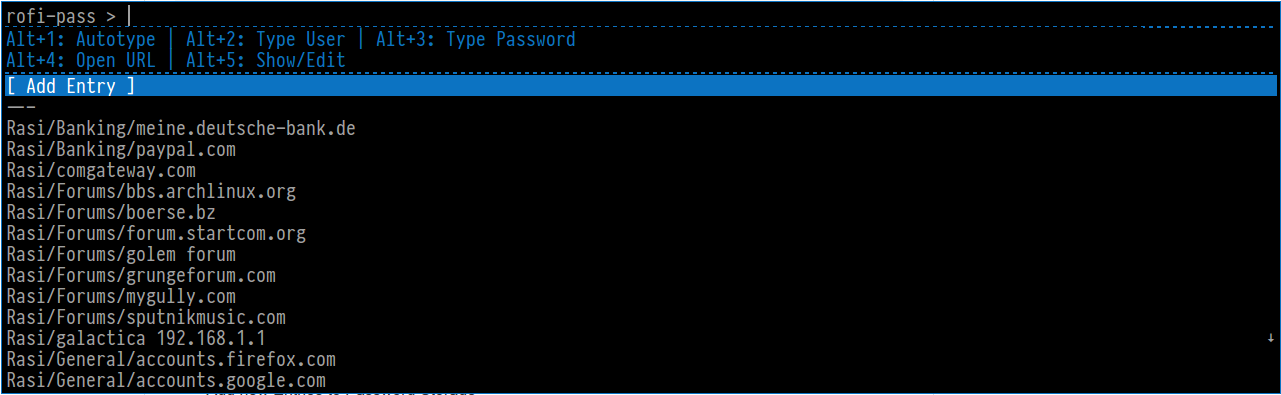 rofi-pass >
Alt+1: Autotype | Alt+2: Type User | Alt+3: Type Password
Alt+4: Open URL | Alt+5: Show/Edit
[ Add Entry ]
---
Rasi/Banking/meine.deutsche-bank.de
Rasi/Banking/paypal.com
Rasi/comgateway.com
Rasi/Forums/bbs.archlinux.org
Rasi/Forums/boerse.bz
Rasi/Forums/forum.startcom.org
Rasi/Forums/golem forum
Rasi/Forums/grungeforum.com
Rasi/Forums/mygully.com
Rasi/Forums/sputnikmusic.com
Rasi/galactica 192.168.1.1
Rasi/General/accounts.firefox.com
Rasi/General/accounts.google.com